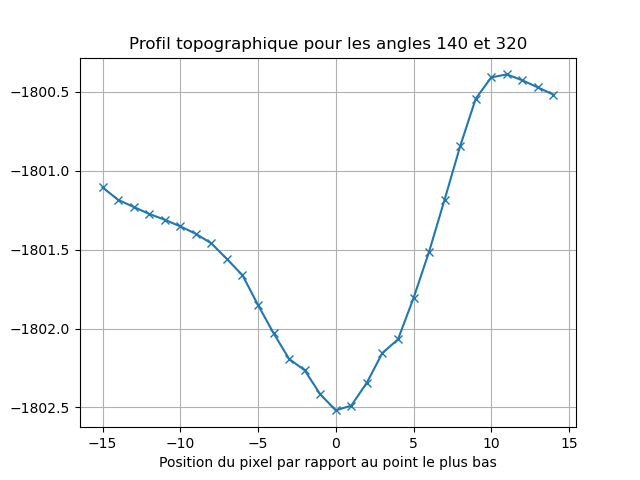 Profil topographique pour les angles 140 et 320
−1800.5
−1801.0
−1801.5
−1802.0
−1802.5
−15 −10 −5 0 5 10 15
Position du pixel par rapport au point le plus bas